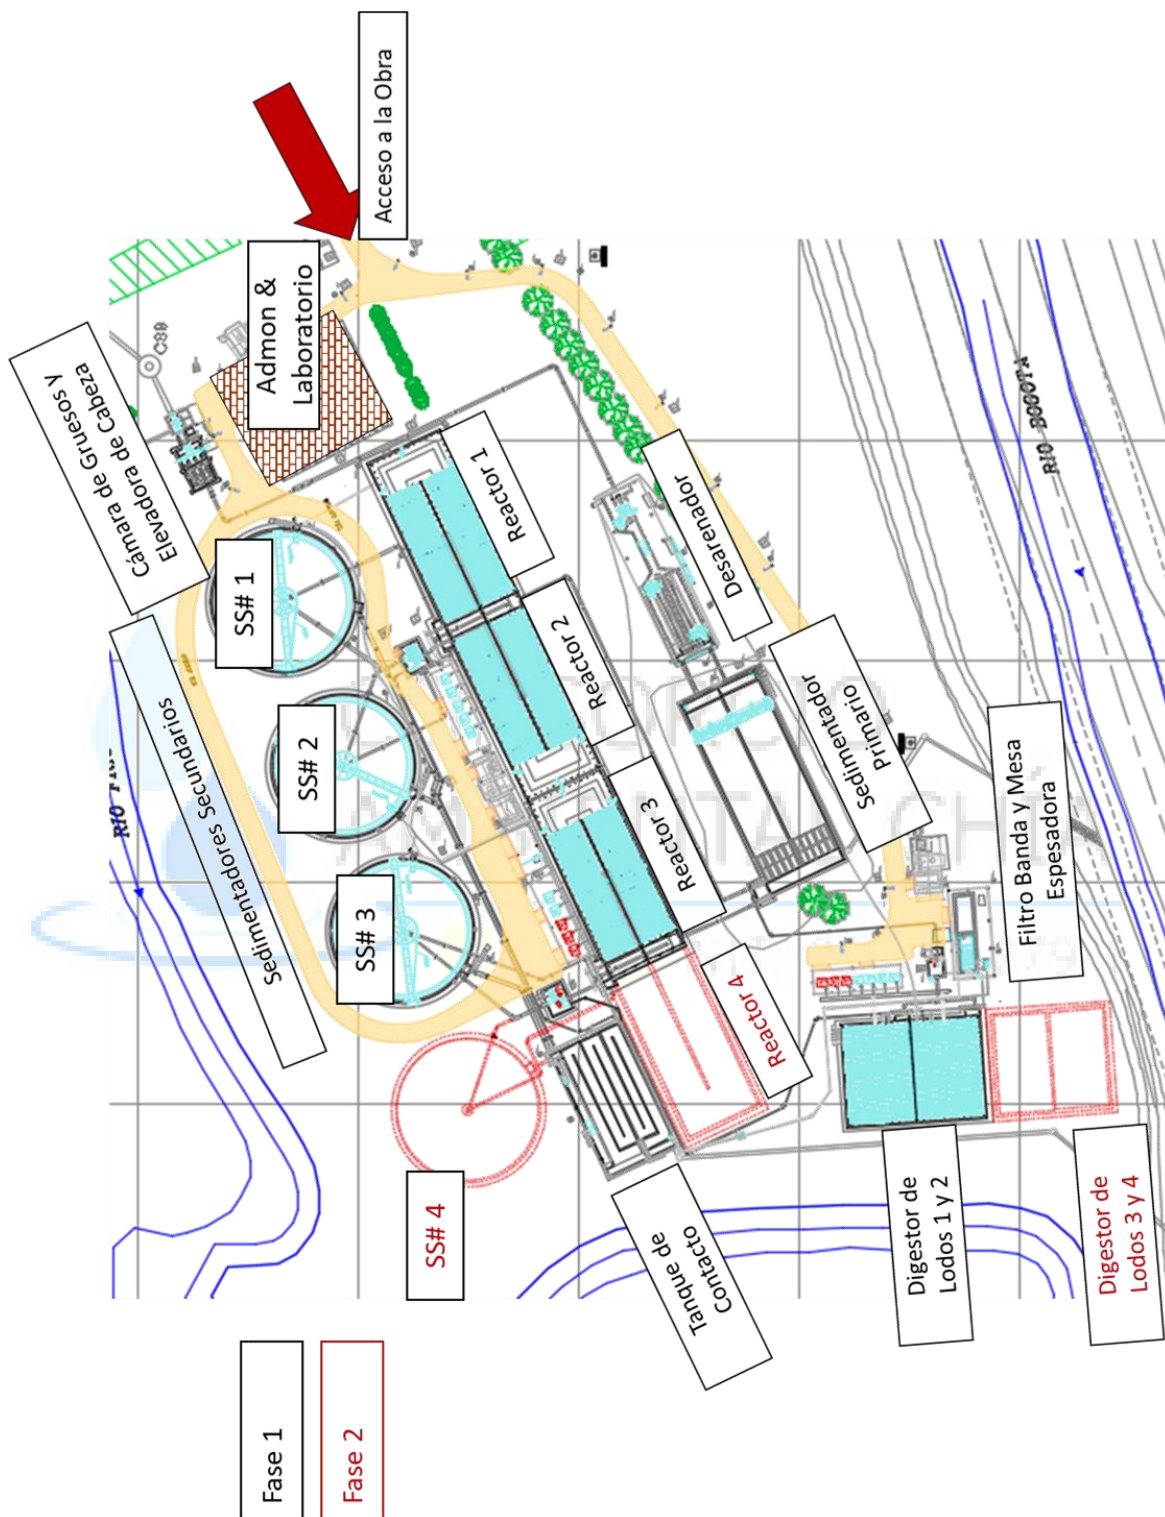 Acceso a la Obra
Admon &
Laboratorio
Cámara de Gruesos y
Elevadora de Cabeza
C39
SS# 1
SS# 2
SS# 3
SS# 4
Sedimentadores Secundarios
Reactor 1
Reactor 2
Reactor 3
Reactor 4
Desarenador
Sedimentador
Primario
Filtro Banda y Mesa
Espesadora
Tanque de
Contacto
Digestor de
Lodos 1 y 2
Digestor de
Lodos 3 y 4
RIO BOGOTA
RIO
Fase 1
Fase 2